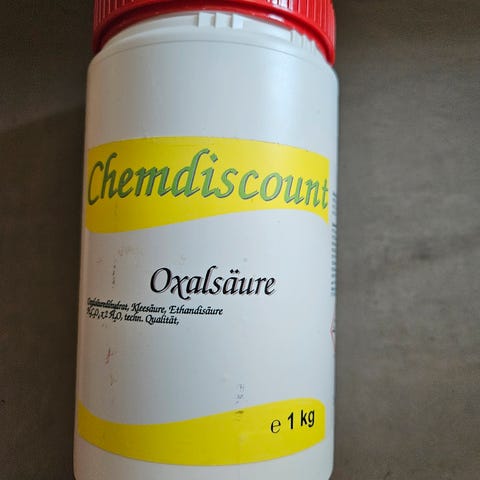 Chemdiscount
Oxalsäure
Oxalsäuredihydrat, Kleesäure, Ethandisäure
H₂C₂O₄ x 2 H₂O, techn. Qualität,
e 1 kg